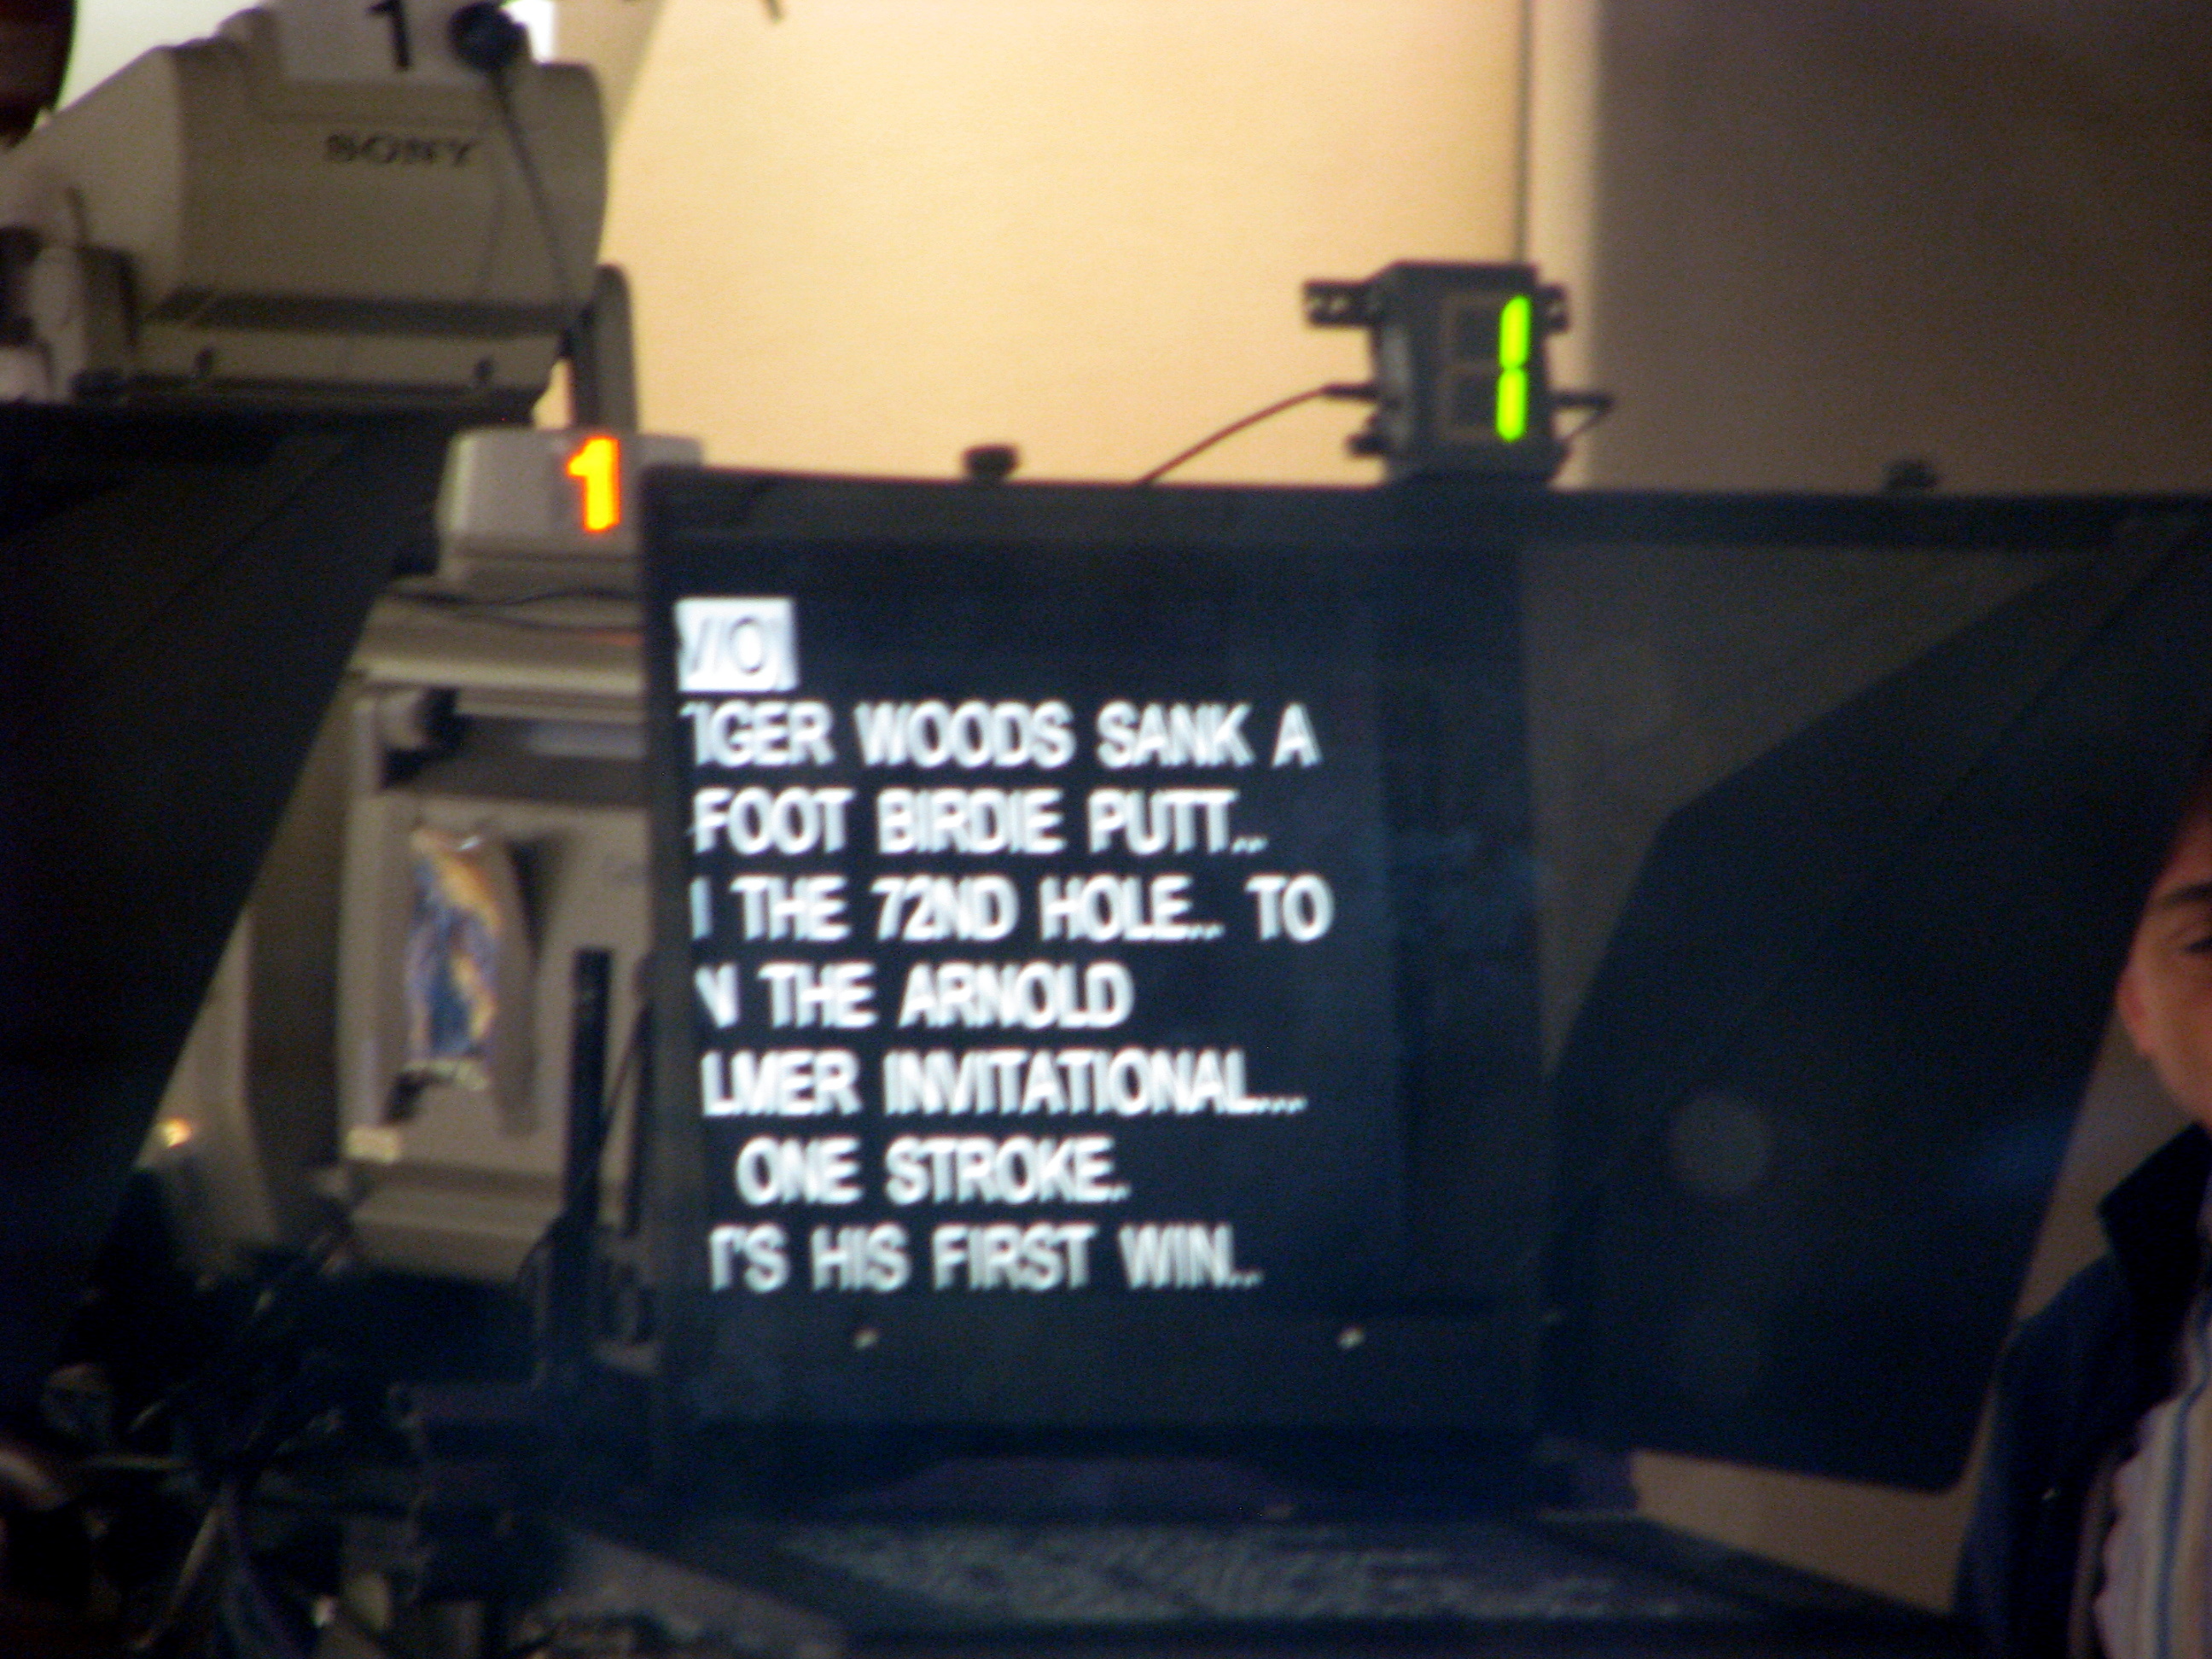 1
SONY
1
1
/O]
IGER WOODS SANK A
FOOT BIRDIE PUTT...
THE 72ND HOLE... TO
THE ARNOLD
LMER INVITATIONAL...
ONE STROKE.
T'S HIS FIRST WIN...